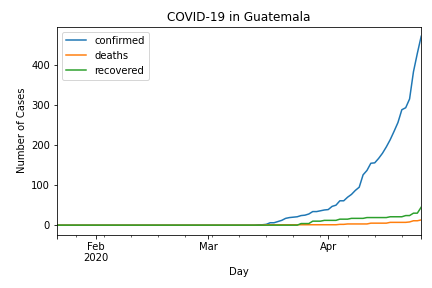 COVID-19 in Guatemala
confirmed
deaths
recovered
Number of Cases
400
300
200
100
0
Feb
2020
Mar
Apr
Day